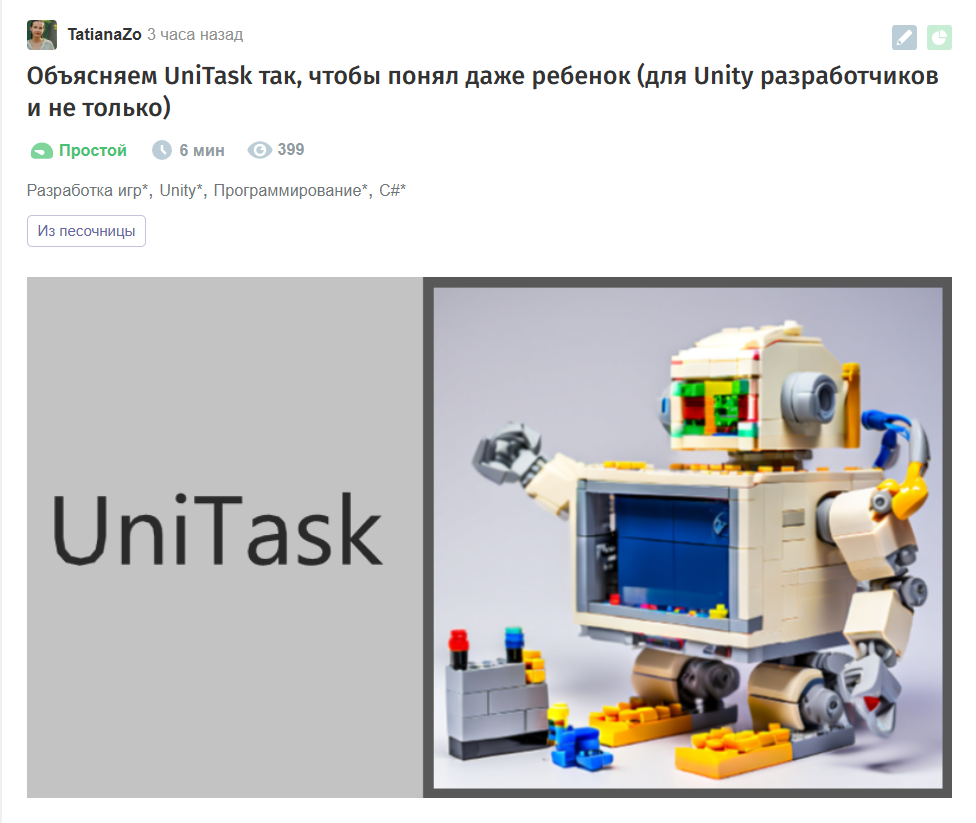 TatianaZo 3 часа назад
Объясняем UniTask так, чтобы понял даже ребенок (для Unity разработчиков
и не только)
Простой 6 мин 399
Разработка игр*, Unity*, Программирование*, C#*
Из песочницы
UniTask